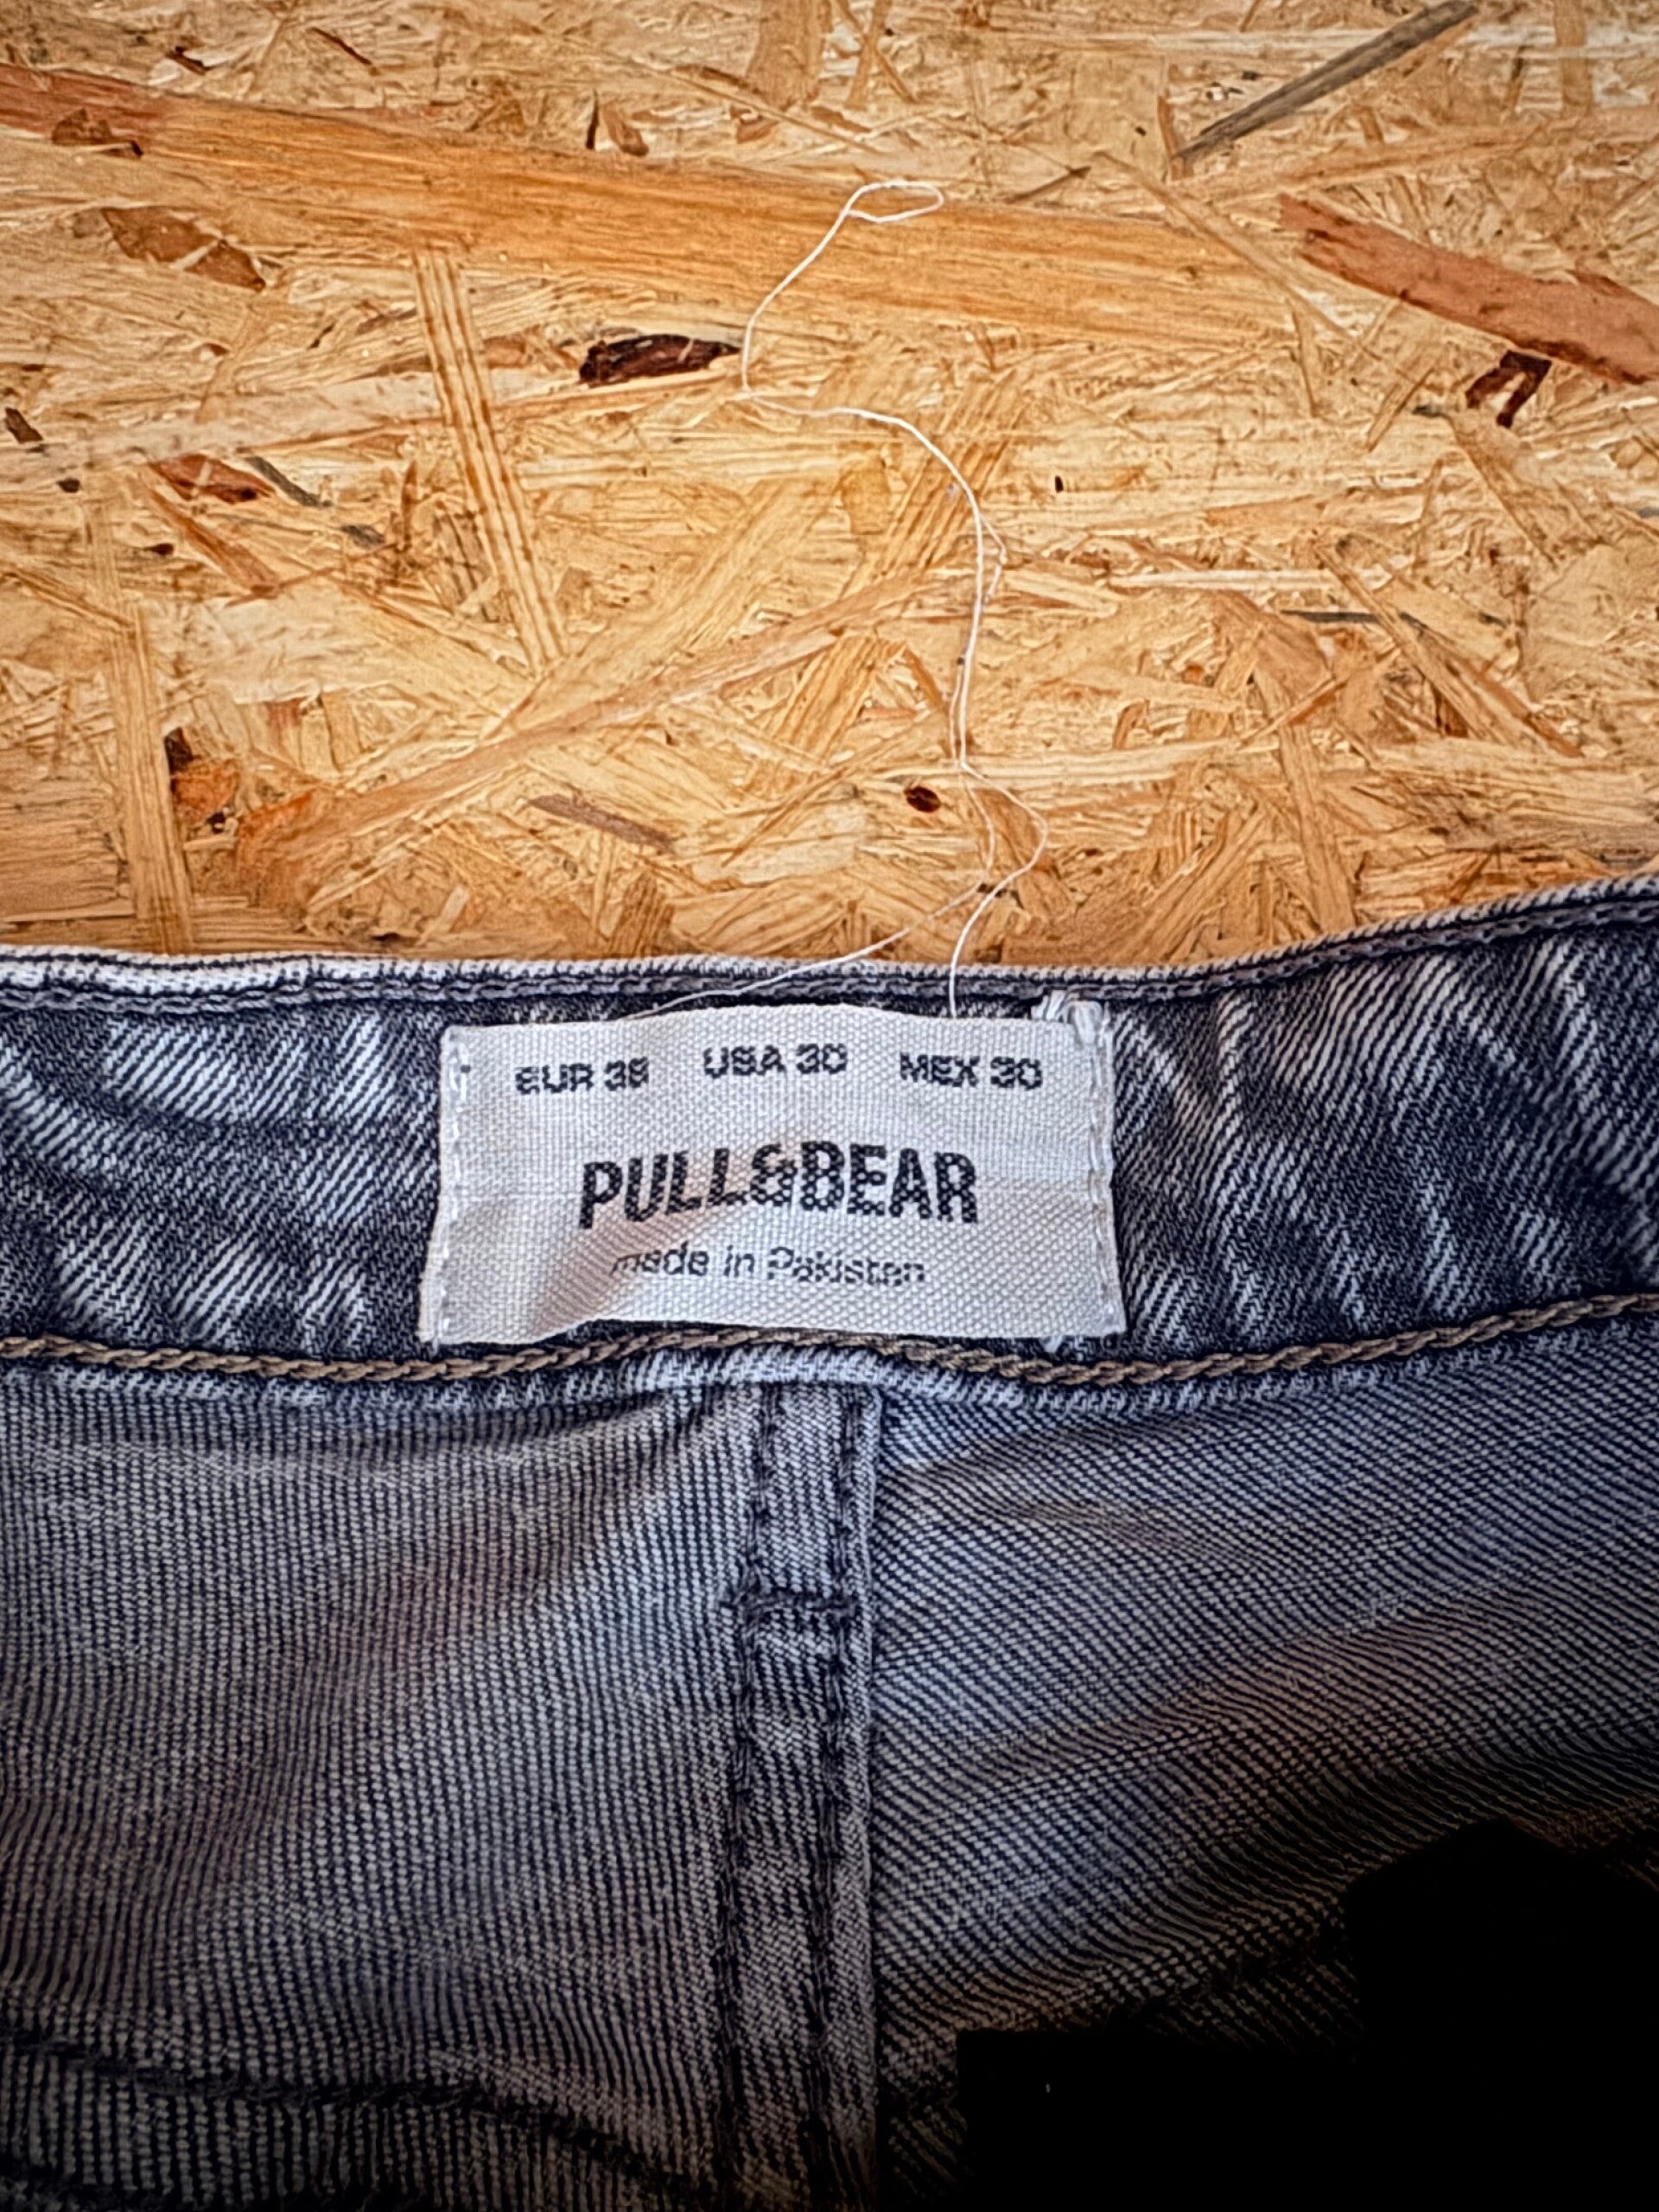 EUR 38 USA 30 MEX 30
PULL&BEAR
made in Pakistan